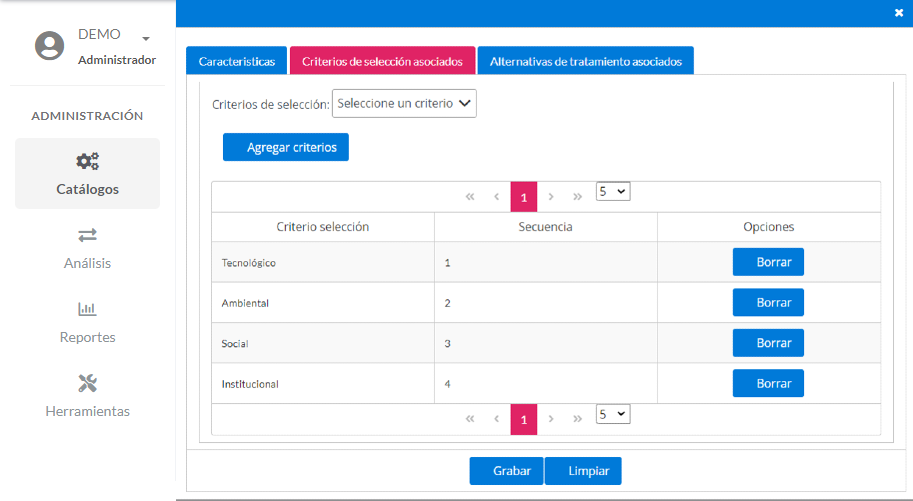 DEMO
Administrador
ADMINISTRACIÓN
Catálogos
Análisis
Reportes
Herramientas
Caracteristicas
Criterios de selección asociados
Alternativas de tratamiento asociados
Criterios de selección: Seleccione un criterio
Agregar criterios
1 5
Criterio selección Secuencia Opciones
Tecnológico 1 Borrar
Ambiental 2 Borrar
Social 3 Borrar
Institucional 4 Borrar
1 5
Grabar Limpiar